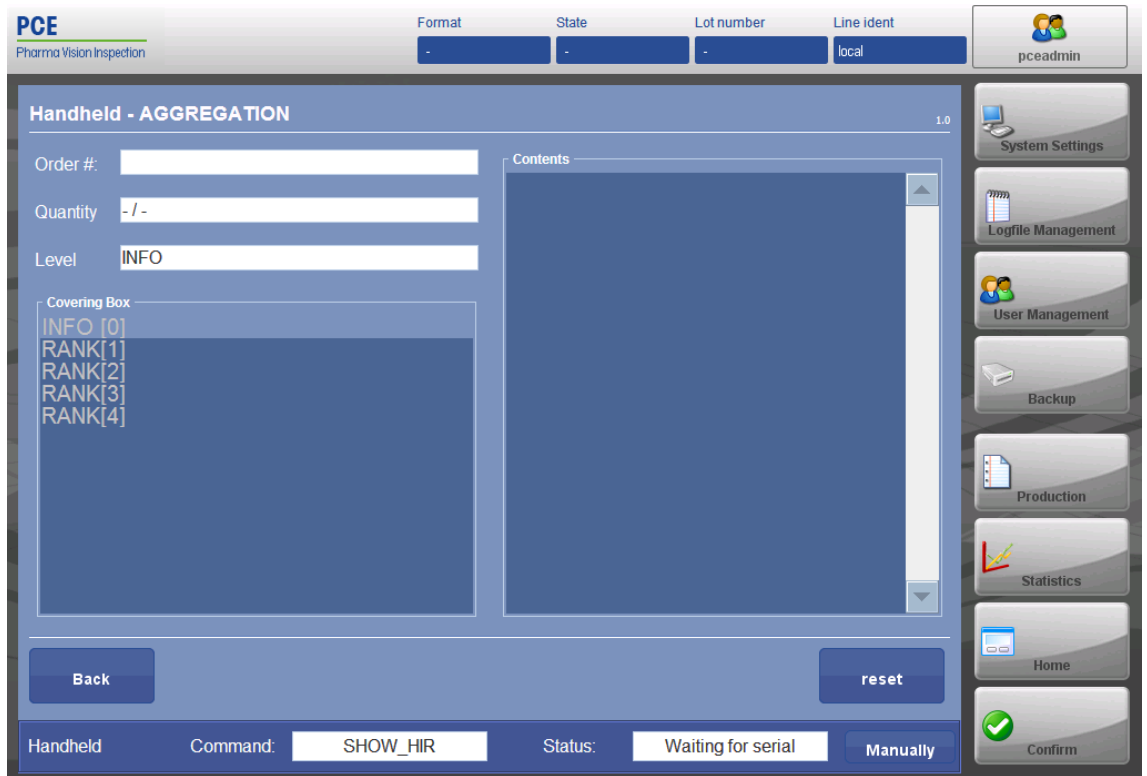 PCE
Pharma Vision Inspection
Format
State
Lot number
Line ident
-
-
-
local
pceadmin
Handheld - AGGREGATION
1.0
Order #:
Quantity
- / -
Level
INFO
Covering Box
INFO [0]
RANK[1]
RANK[2]
RANK[3]
RANK[4]
Contents
Back
reset
Handheld
Command:
SHOW_HIR
Status:
Waiting for serial
Manually
System Settings
Logfile Management
User Management
Backup
Production
Statistics
Home
Confirm